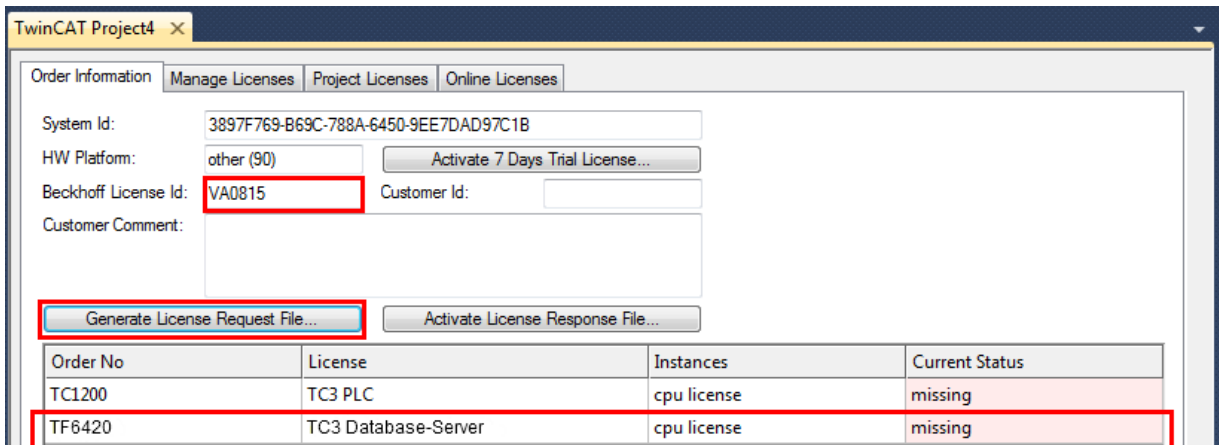 TwinCAT Project4
Order Information Manage Licenses Project Licenses Online Licenses
System Id: 3897F769-B69C-788A-6450-9EE7DAD97C1B
HW Platform: other (90) Activate 7 Days Trial License...
Beckhoff License Id: VA0815 Customer Id:
Customer Comment:
Generate License Request File... Activate License Response File...
Order No License Instances Current Status
TC1200 TC3 PLC cpu license missing
TF6420 TC3 Database-Server cpu license missing